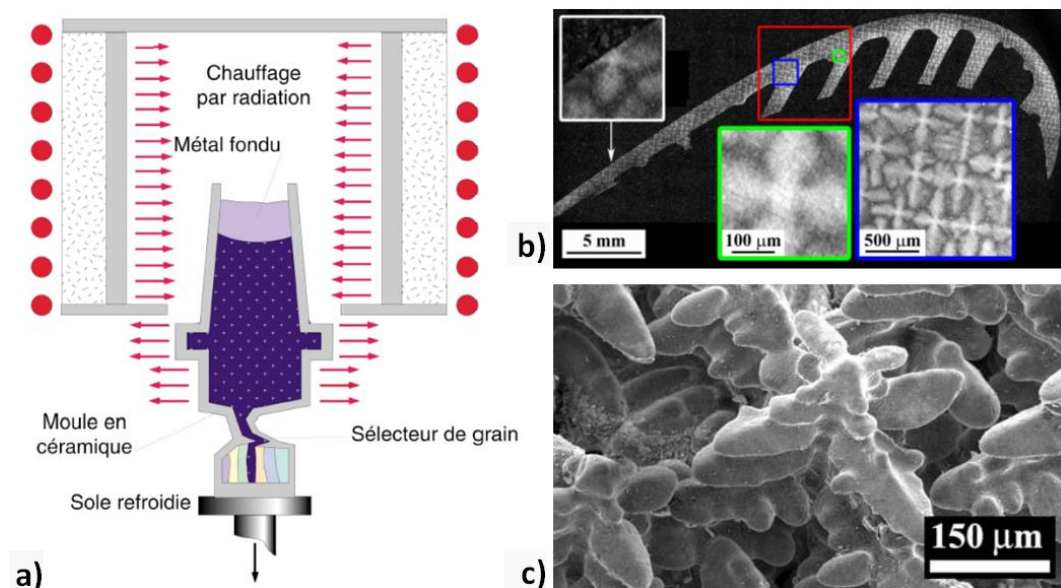 Chauffage
par radiation
Métal fondu
Moule en
céramique
Sélecteur de grain
Sole refroidie
a)
b)
5 mm
100 µm
500 µm
c)
150 µm